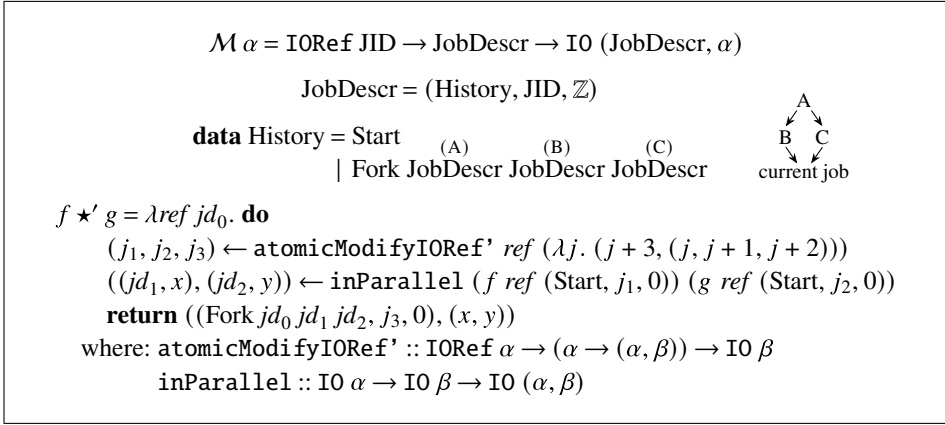 ℳ α = IORef JID → JobDescr → IO (JobDescr, α)
JobDescr = (History, JID, ℤ)
data History = Start
(A) (B) (C)
| Fork JobDescr JobDescr JobDescr
A
B C
current job
f ★′ g = λref jd₀. do
(j₁, j₂, j₃) ← atomicModifyIORef' ref (λj. (j + 3, (j, j + 1, j + 2)))
((jd₁, x), (jd₂, y)) ← inParallel (f ref (Start, j₁, 0)) (g ref (Start, j₂, 0))
return ((Fork jd₀ jd₁ jd₂, j₃, 0), (x, y))
where: atomicModifyIORef' :: IORef α → (α → (α, β)) → IO β
inParallel :: IO α → IO β → IO (α, β)